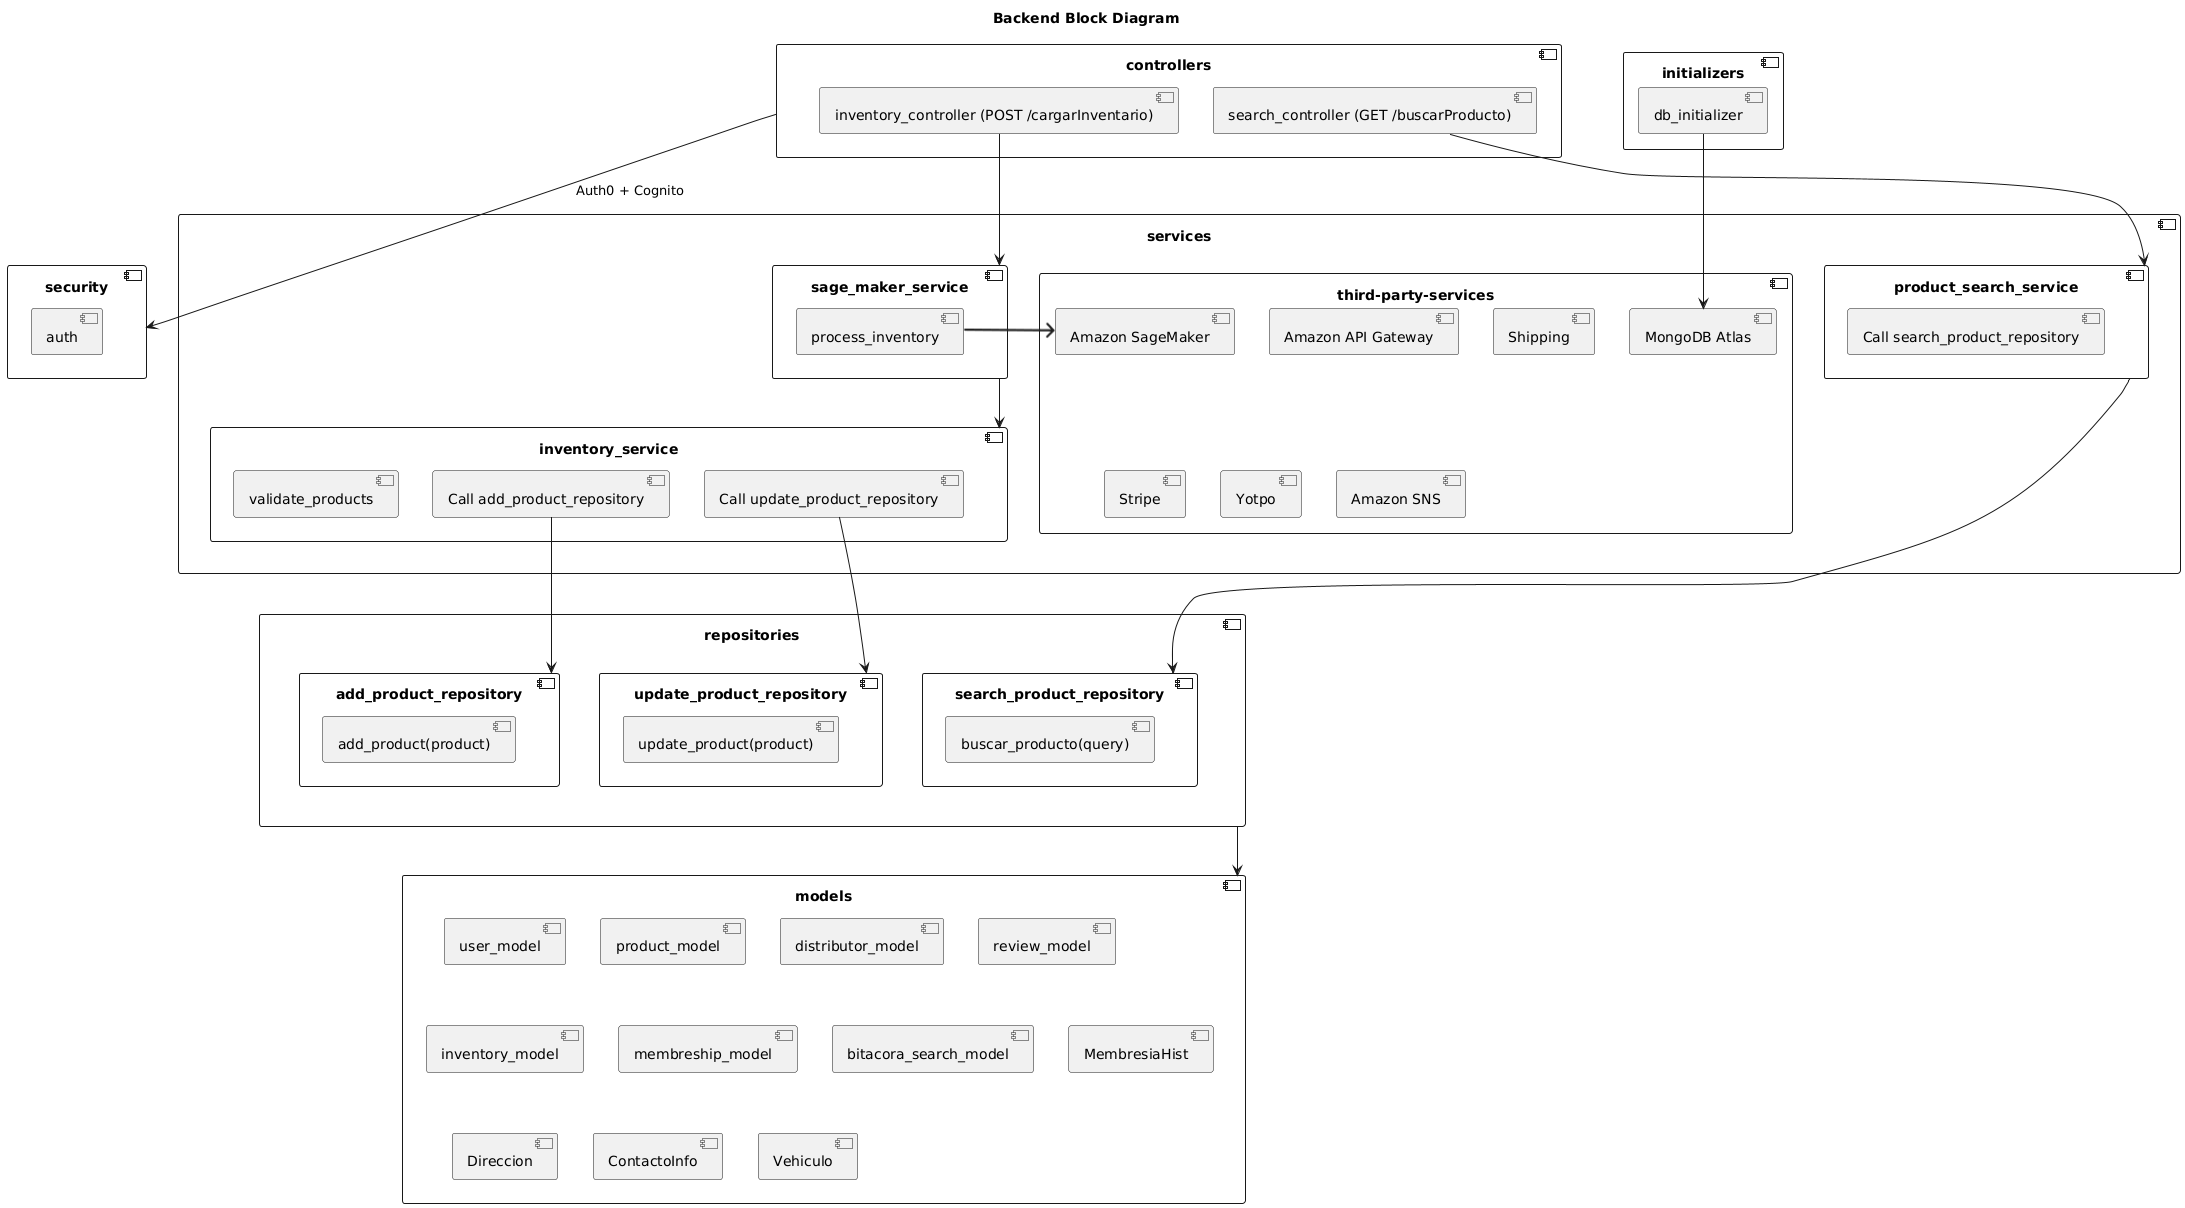 Backend Block Diagram
controllers
inventory_controller (POST /cargarInventario)
search_controller (GET /buscarProducto)
initializers
db_initializer
Auth0 + Cognito
services
security
auth
sage_maker_service
process_inventory
third-party-services
Amazon SageMaker
Amazon API Gateway
Shipping
MongoDB Atlas
product_search_service
Call search_product_repository
inventory_service
validate_products
Call add_product_repository
Call update_product_repository
Stripe
Yotpo
Amazon SNS
repositories
add_product_repository
add_product(product)
update_product_repository
update_product(product)
search_product_repository
buscar_producto(query)
models
user_model
product_model
distributor_model
review_model
inventory_model
membreship_model
bitacora_search_model
MembresiaHist
Direccion
ContactoInfo
Vehiculo